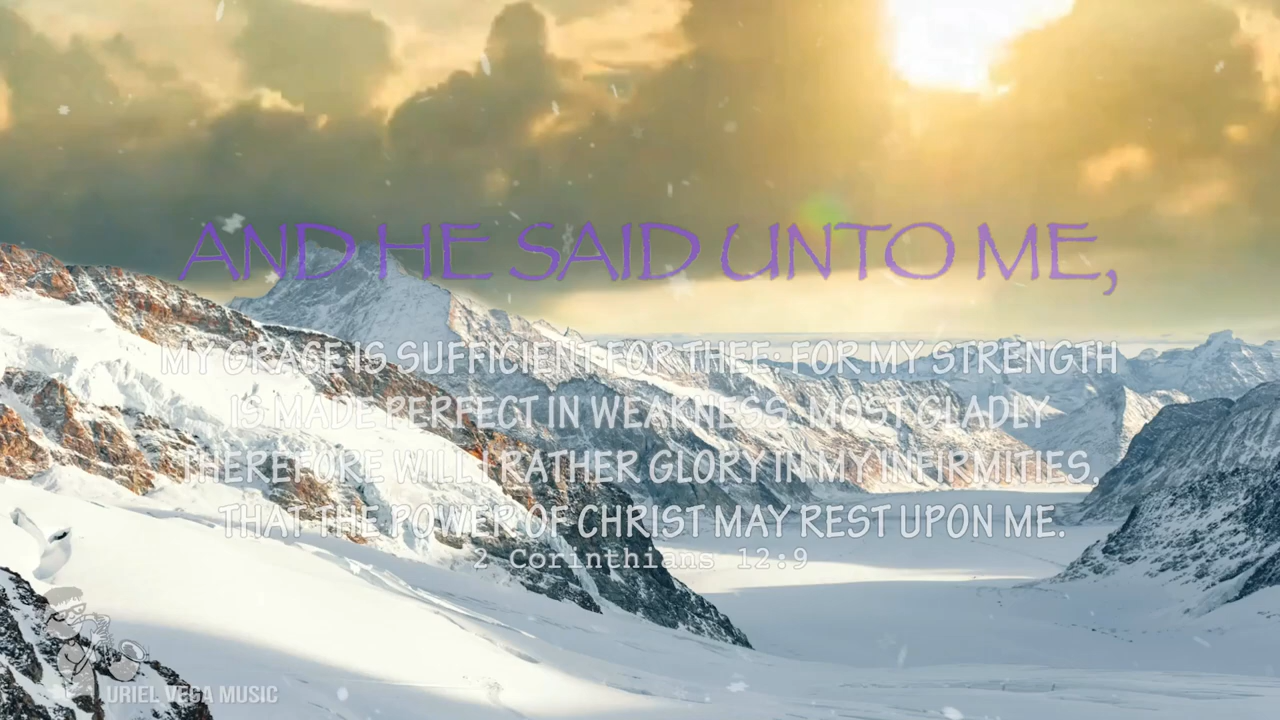 AND HE SAID UNTO ME,
MY GRACE IS SUFFICIENT FOR THEE: FOR MY STRENGTH
IS MADE PERFECT IN WEAKNESS. MOST GLADLY
THEREFORE WILL I RATHER GLORY IN MY INFIRMITIES
THAT THE POWER OF CHRIST MAY REST UPON ME.
2 Corinthians 12:9
URIEL VEGA MUSIC